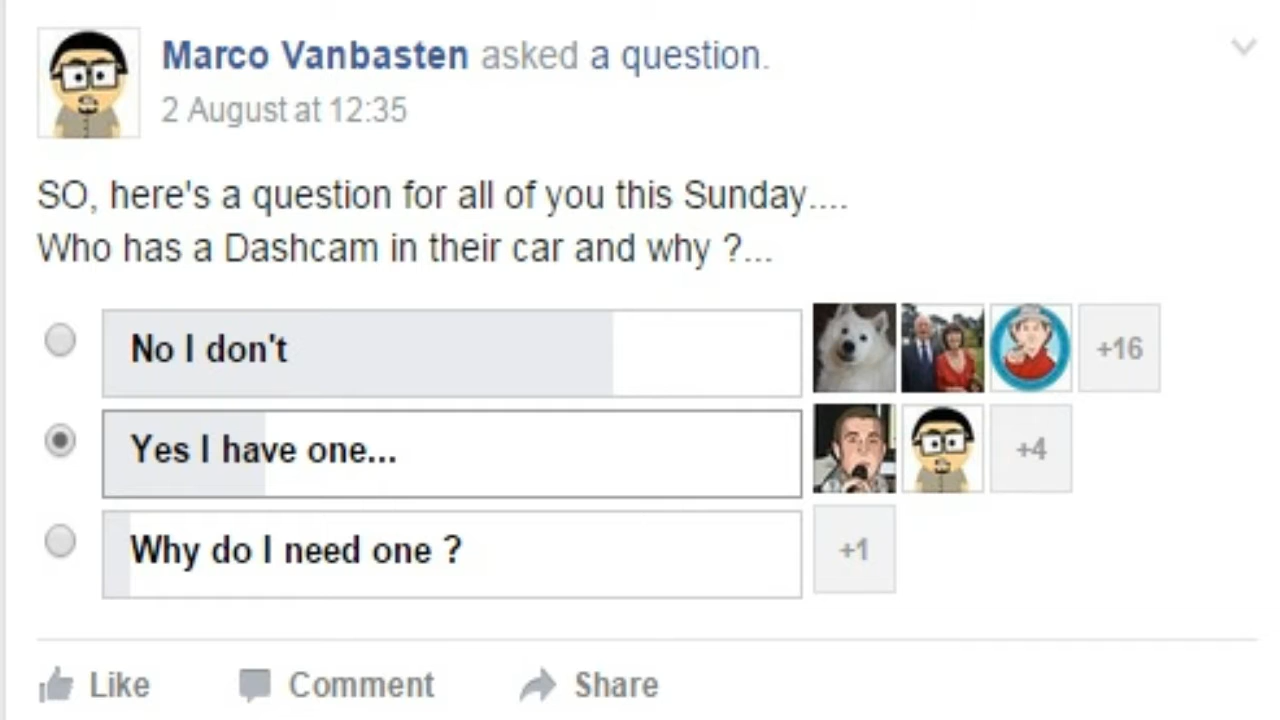 Marco Vanbasten asked a question.
2 August at 12:35
SO, here's a question for all of you this Sunday....
Who has a Dashcam in their car and why ?...
No I don't
+16
Yes I have one...
+4
Why do I need one ?
+1
Like Comment Share